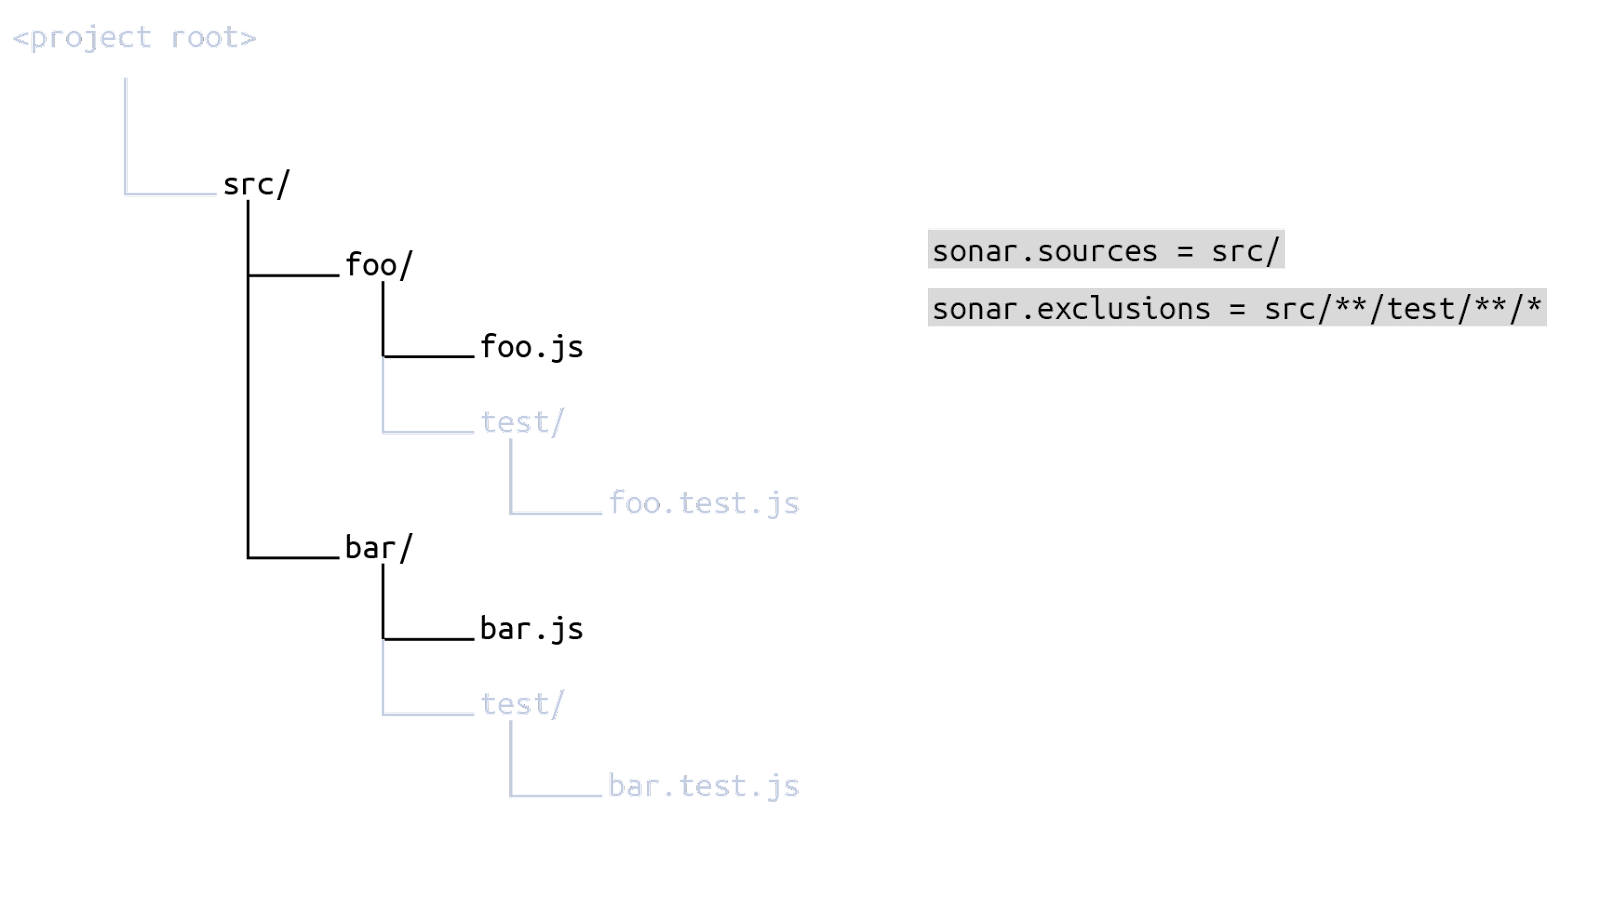 <project root>
src/
foo/
sonar.sources = src/
sonar.exclusions = src/**/test/**/*
foo.js
test/
foo.test.js
bar/
bar.js
test/
bar.test.js